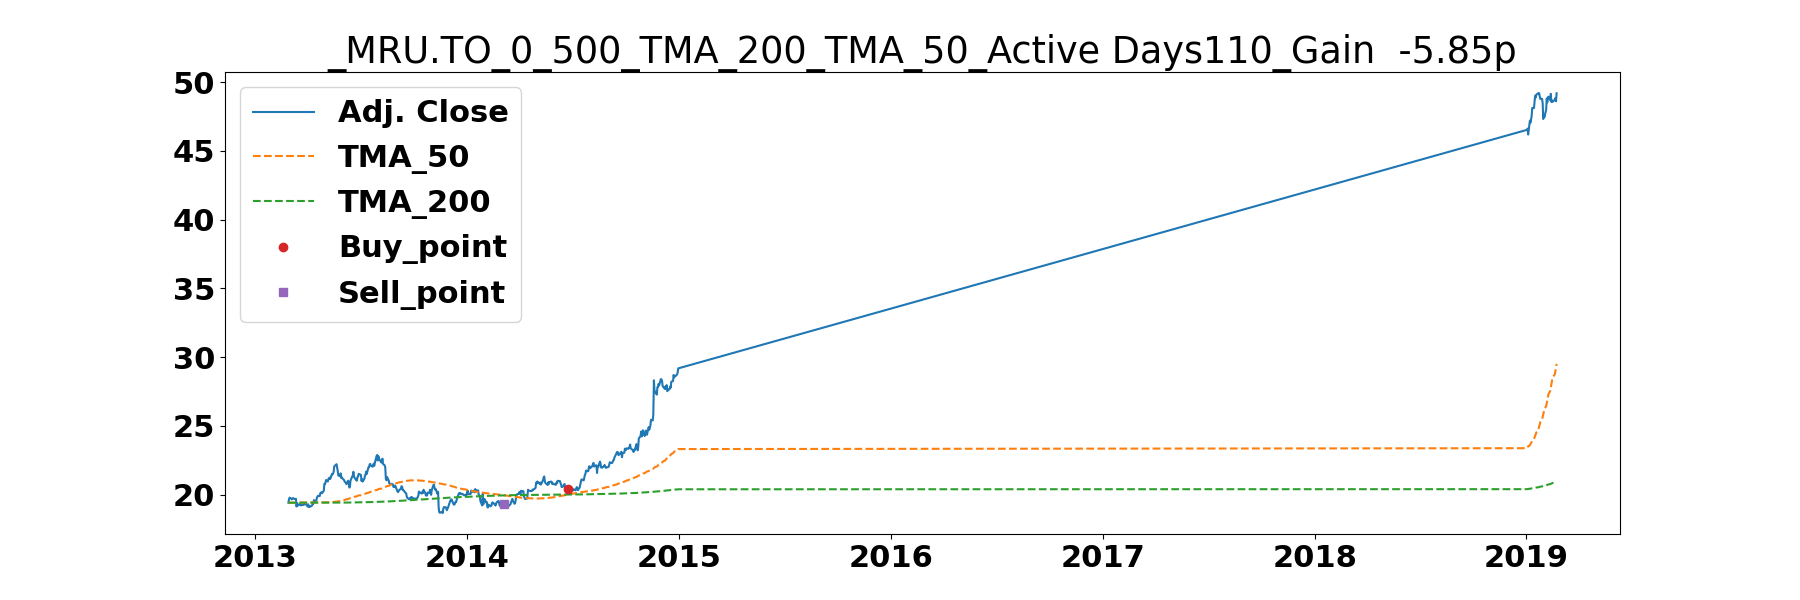 _MRU.TO_0_500_TMA_200_TMA_50_Active Days110_Gain  -5.85p
50
45
40
35
30
25
20
Adj. Close
TMA_50
TMA_200
Buy_point
Sell_point
2013 2014 2015 2016 2017 2018 2019